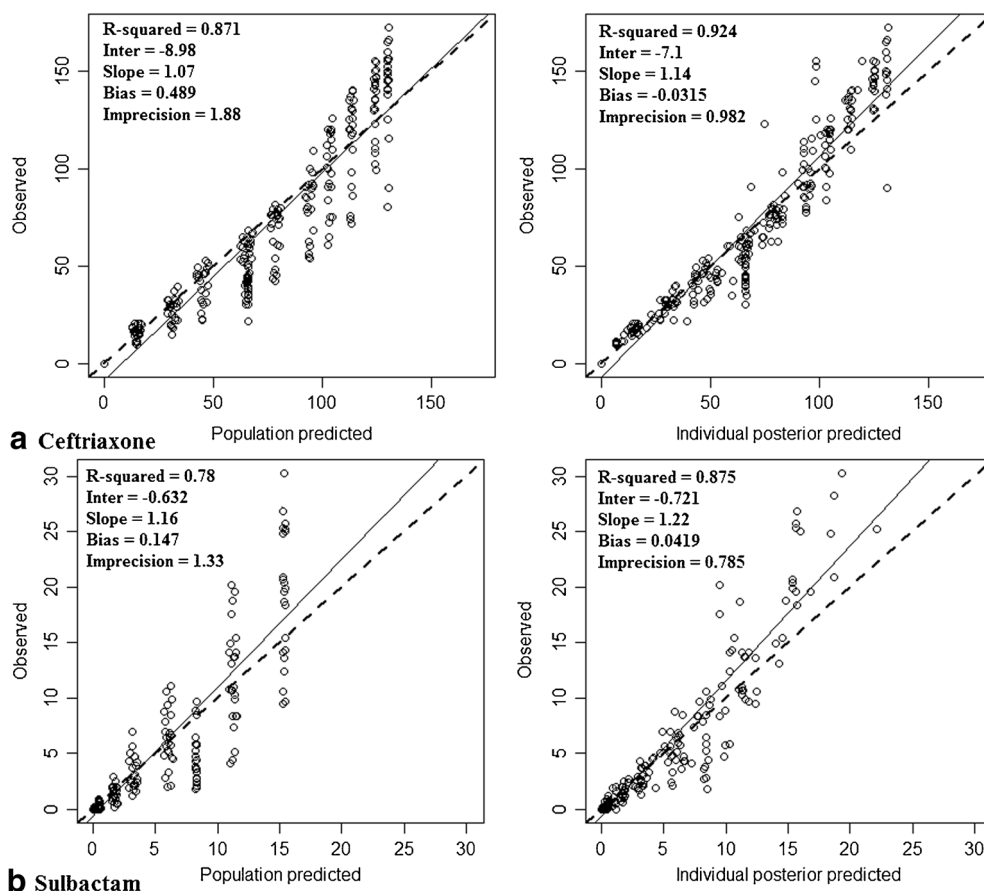 R-squared = 0.871
Inter = -8.98
Slope = 1.07
Bias = 0.489
Imprecision = 1.88
Observed
0
50
100
150
0 50 100 150
Population predicted
R-squared = 0.924
Inter = -7.1
Slope = 1.14
Bias = -0.0315
Imprecision = 0.982
Observed
0
50
100
150
0 50 100 150
Individual posterior predicted
a Ceftriaxone
R-squared = 0.78
Inter = -0.632
Slope = 1.16
Bias = 0.147
Imprecision = 1.33
Observed
0
5
10
15
20
25
30
0 5 10 15 20 25 30
Population predicted
R-squared = 0.875
Inter = -0.721
Slope = 1.22
Bias = 0.0419
Imprecision = 0.785
Observed
0
5
10
15
20
25
30
0 5 10 15 20 25 30
Individual posterior predicted
b Sulbactam